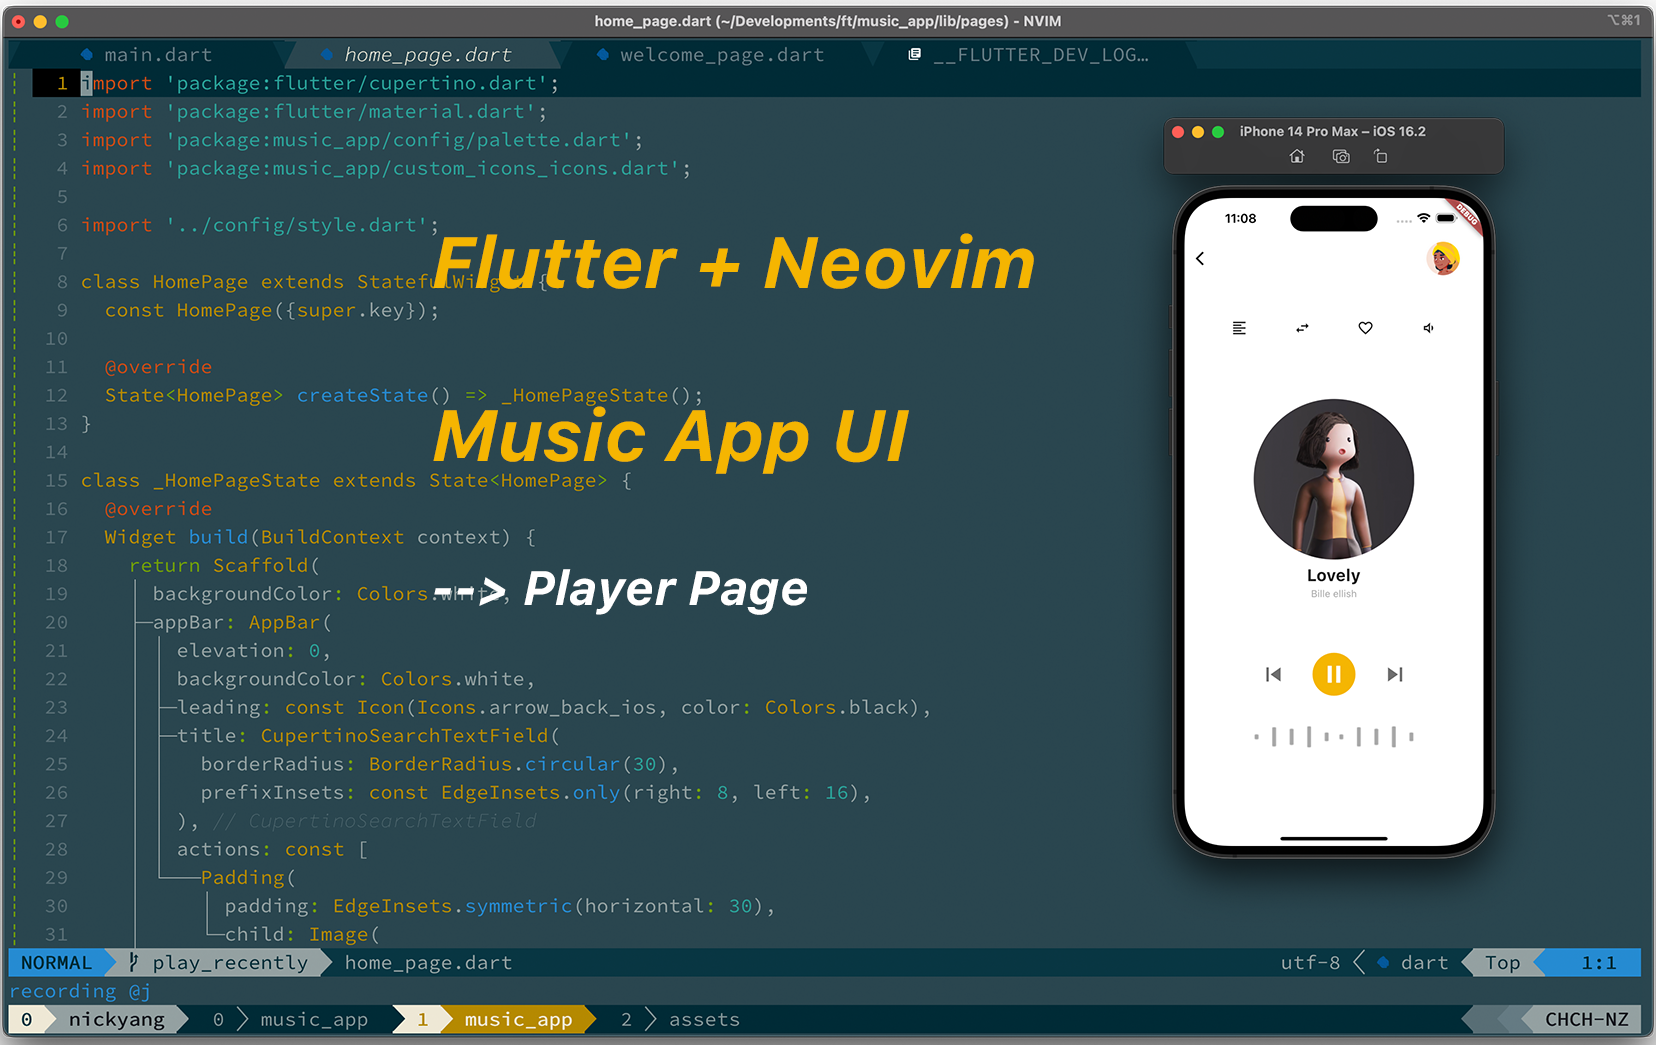 home_page.dart (~/Developments/ft/music_app/lib/pages) - NVIM
⌥⌘1
main.dart
home_page.dart
welcome_page.dart
__FLUTTER_DEV_LOG…
1 import 'package:flutter/cupertino.dart';
2 import 'package:flutter/material.dart';
3 import 'package:music_app/config/palette.dart';
4 import 'package:music_app/custom_icons_icons.dart';
5
6 import '../config/style.dart';
7
8 class HomePage extends StatefulWidget {
9 const HomePage({super.key});
10
11 @override
12 State<HomePage> createState() => _HomePageState();
13 }
14
15 class _HomePageState extends State<HomePage> {
16 @override
17 Widget build(BuildContext context) {
18 return Scaffold(
19 backgroundColor: Colors.white,
20 appBar: AppBar(
21 elevation: 0,
22 backgroundColor: Colors.white,
23 leading: const Icon(Icons.arrow_back_ios, color: Colors.black),
24 title: CupertinoSearchTextField(
25 borderRadius: BorderRadius.circular(30),
26 prefixInsets: const EdgeInsets.only(right: 8, left: 16),
27 ), // CupertinoSearchTextField
28 actions: const [
29 Padding(
30 padding: EdgeInsets.symmetric(horizontal: 30),
31 child: Image(
Flutter + Neovim
Music App UI
--> Player Page
iPhone 14 Pro Max – iOS 16.2
11:08
DEBUG
Lovely
Bille ellish
NORMAL play_recently home_page.dart
utf-8 dart Top 1:1
recording @j
0 nickyang 0 music_app 1 music_app 2 assets
CHCH-NZ